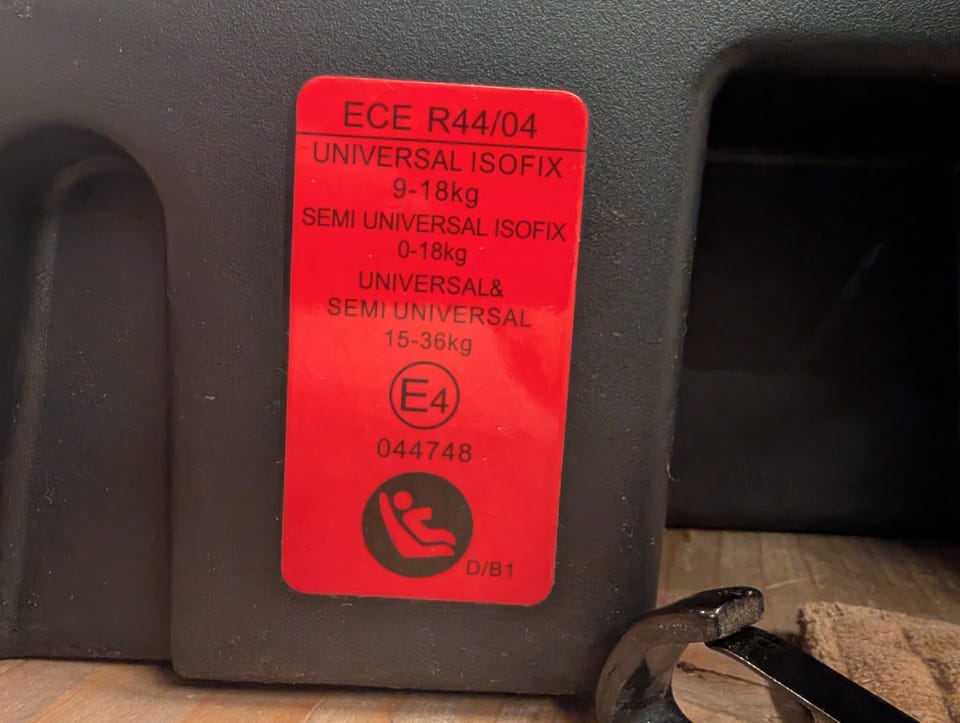 ECE R44/04
UNIVERSAL ISOFIX
9-18kg
SEMI UNIVERSAL ISOFIX
0-18kg
UNIVERSAL&
SEMI UNIVERSAL
15-36kg
E4
044748
D/B1